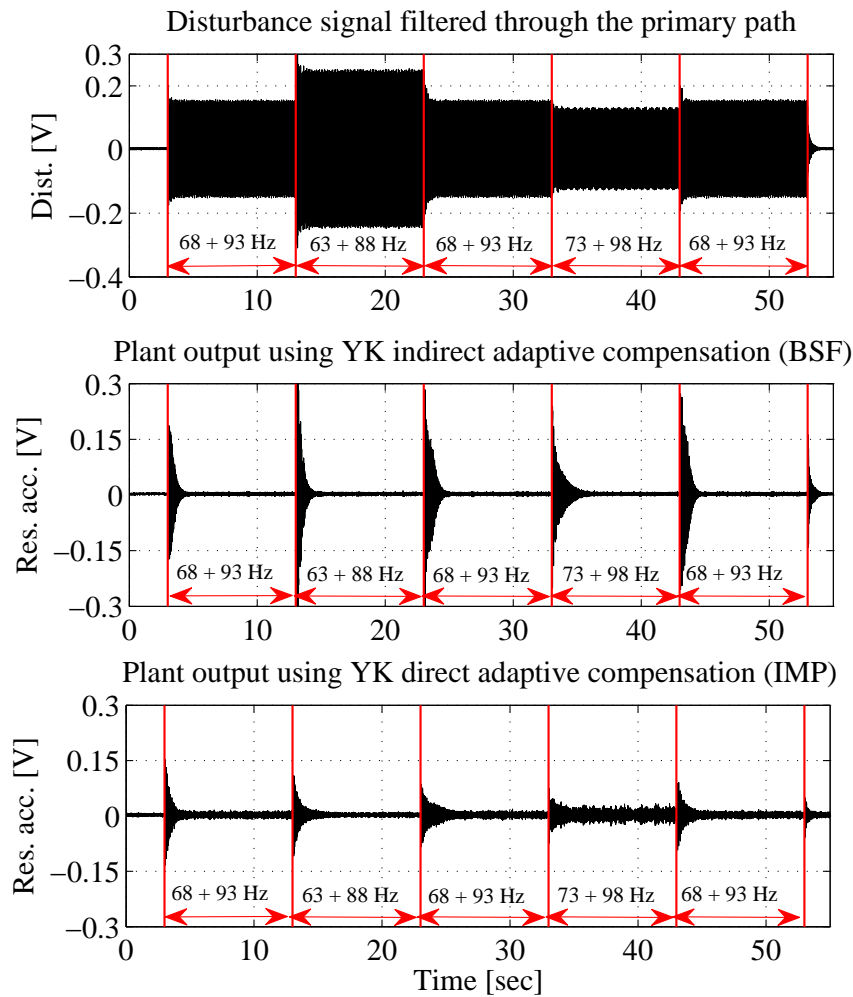 Disturbance signal filtered through the primary path
Dist. [V]
0.3
0.2
0
−0.2
−0.4
68 + 93 Hz
63 + 88 Hz
68 + 93 Hz
73 + 98 Hz
68 + 93 Hz
0 10 20 30 40 50
Plant output using YK indirect adaptive compensation (BSF)
Res. acc. [V]
0.3
0.15
0
−0.15
−0.3
68 + 93 Hz
63 + 88 Hz
68 + 93 Hz
73 + 98 Hz
68 + 93 Hz
0 10 20 30 40 50
Plant output using YK direct adaptive compensation (IMP)
Res. acc. [V]
0.3
0.15
0
−0.15
−0.3
68 + 93 Hz
63 + 88 Hz
68 + 93 Hz
73 + 98 Hz
68 + 93 Hz
0 10 20 30 40 50
Time [sec]